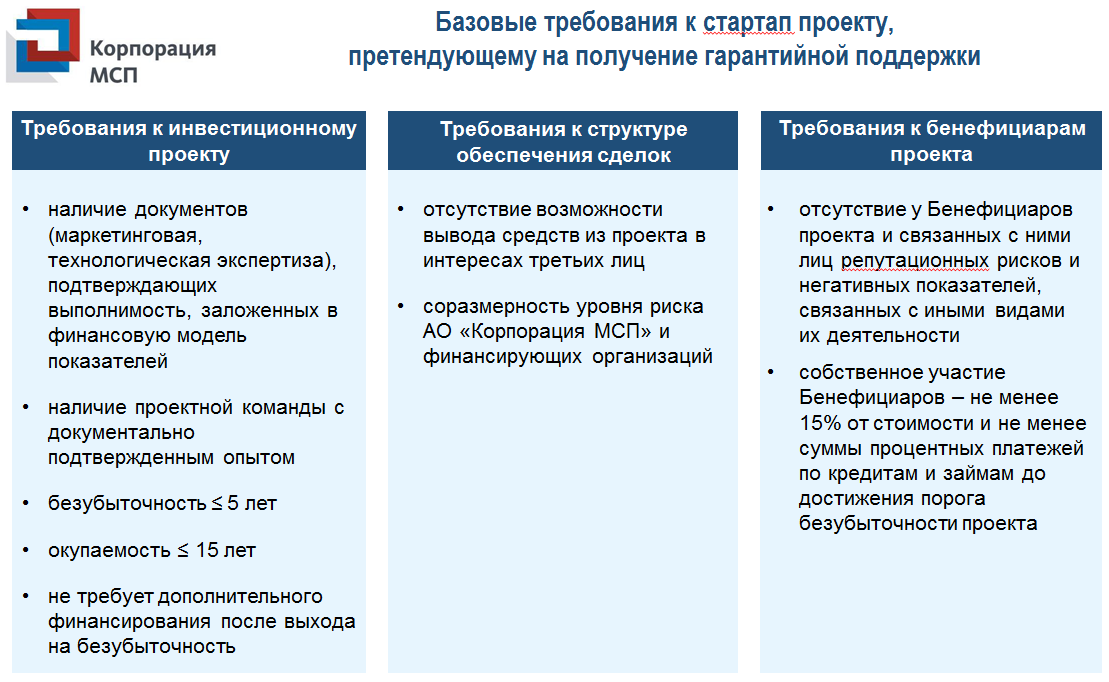 Корпорация
МСП
Базовые требования к стартап проекту,
претендующему на получение гарантийной поддержки
Требования к инвестиционному
проекту
• наличие документов
(маркетинговая,
технологическая экспертиза),
подтверждающих
выполнимость, заложенных в
финансовую модель
показателей
• наличие проектной команды с
документально
подтвержденным опытом
• безубыточность ≤ 5 лет
• окупаемость ≤ 15 лет
• не требует дополнительного
финансирования после выхода
на безубыточность
Требования к структуре
обеспечения сделок
• отсутствие возможности
вывода средств из проекта в
интересах третьих лиц
• соразмерность уровня риска
АО «Корпорация МСП» и
финансирующих организаций
Требования к бенефициарам
проекта
• отсутствие у Бенефициаров
проекта и связанных с ними
лиц репутационных рисков и
негативных показателей,
связанных с иными видами
их деятельности
• собственное участие
Бенефициаров – не менее
15% от стоимости и не менее
суммы процентных платежей
по кредитам и займам до
достижения порога
безубыточности проекта